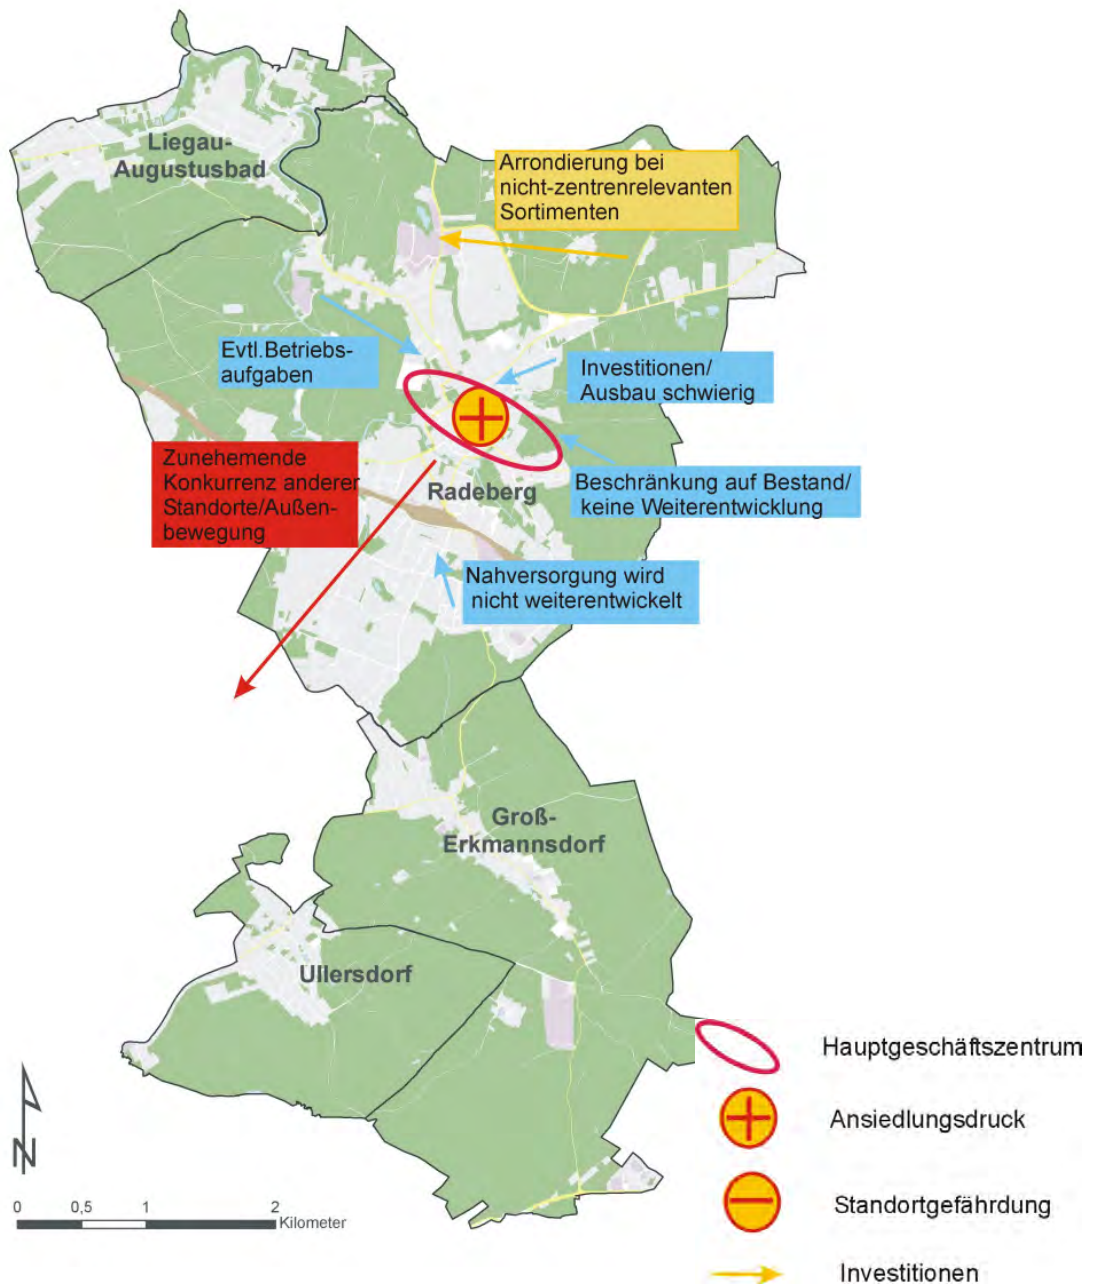 Liegau-
Augustusbad
Arrondierung bei
nicht-zentrenrelevanten
Sortimenten
Evtl.Betriebs-
aufgaben
Investitionen/
Ausbau schwierig
Zunehemende
Konkurrenz anderer
Standorte/Außen-
bewegung
Radeberg
Beschränkung auf Bestand/
keine Weiterentwicklung
Nahversorgung wird
nicht weiterentwickelt
Groß-
Erkmannsdorf
Ullersdorf
Hauptgeschäftszentrum
Ansiedlungsdruck
Standortgefährdung
Investitionen
N
0 0,5 1 2
Kilometer